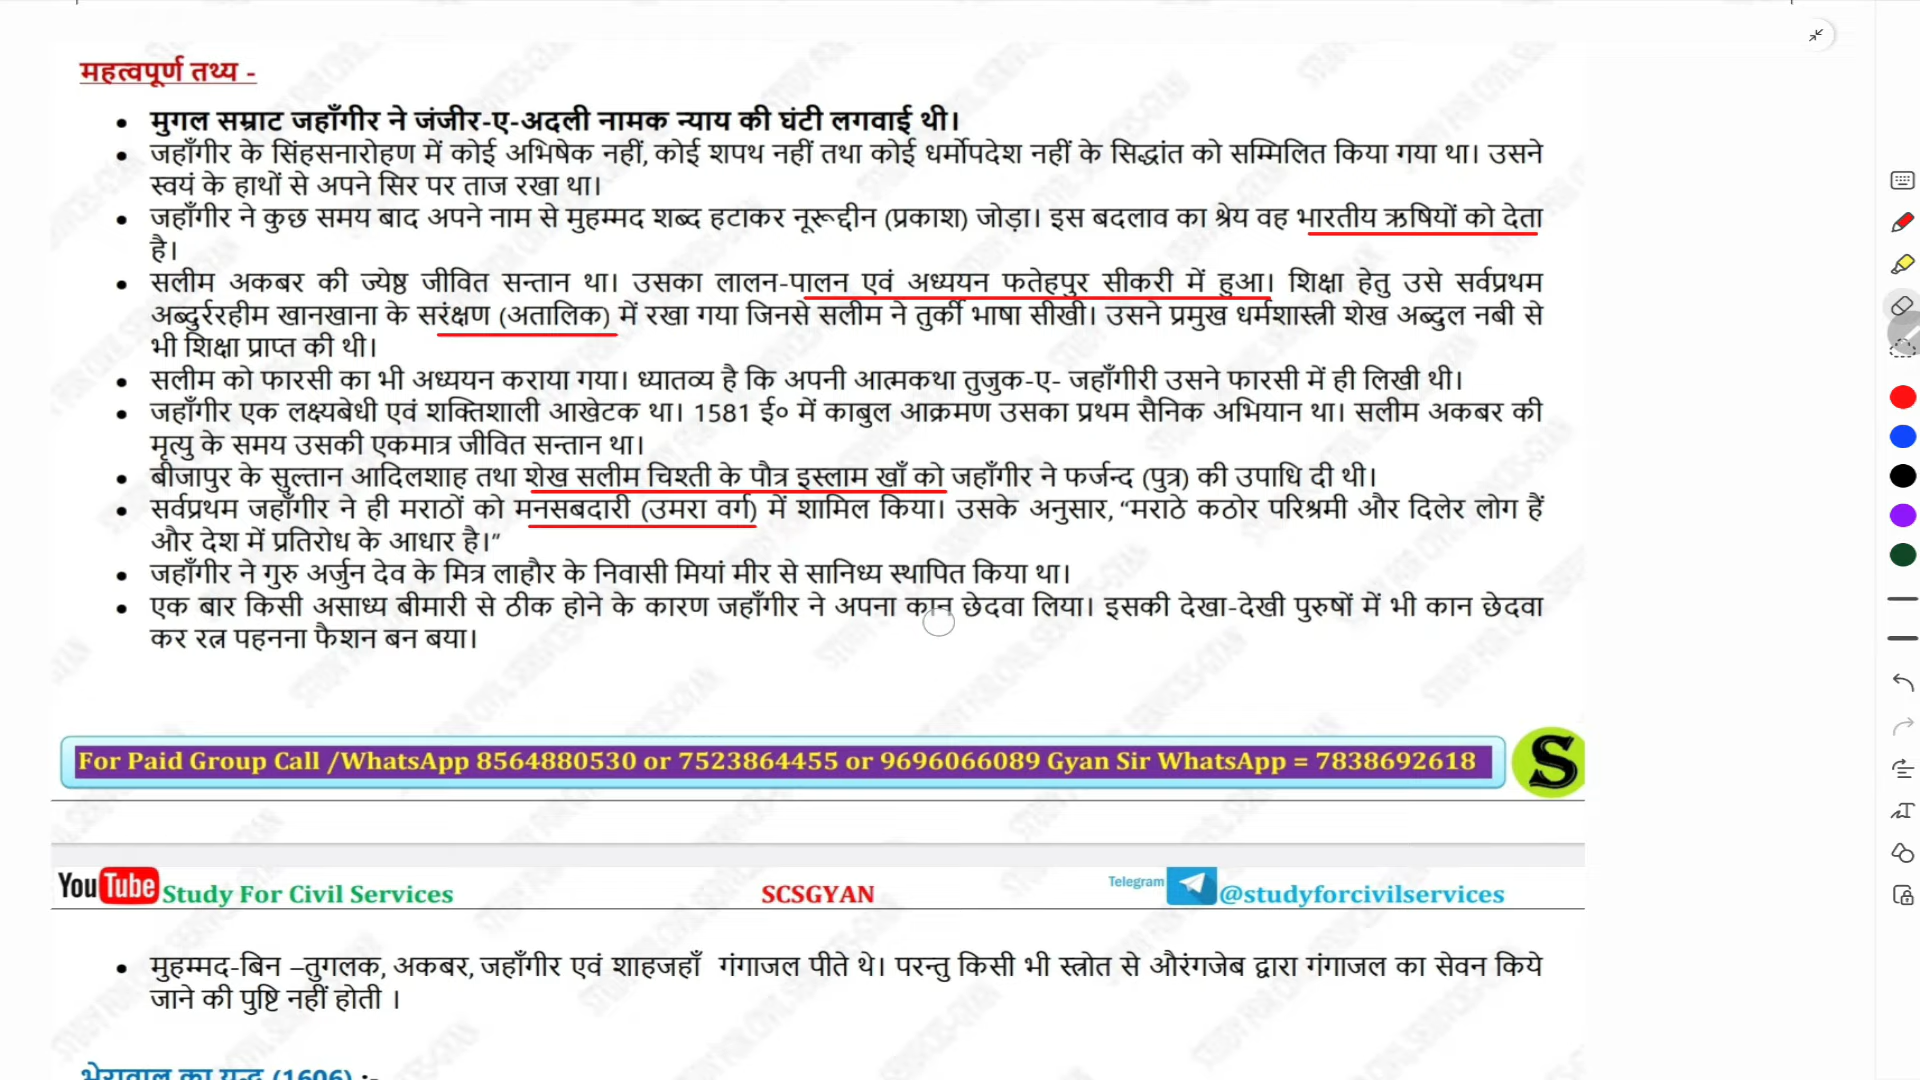 महत्वपूर्ण तथ्य -
• मुगल सम्राट जहाँगीर ने जंजीर-ए-अदली नामक न्याय की घंटी लगवाई थी।
• जहाँगीर के सिंहसनारोहण में कोई अभिषेक नहीं, कोई शपथ नहीं तथा कोई धर्मोपदेश नहीं के सिद्धांत को सम्मिलित किया गया था। उसने
स्वयं के हाथों से अपने सिर पर ताज रखा था।
• जहाँगीर ने कुछ समय बाद अपने नाम से मुहम्मद शब्द हटाकर नूरूद्दीन (प्रकाश) जोड़ा। इस बदलाव का श्रेय वह भारतीय ऋषियों को देता
है।
• सलीम अकबर की ज्येष्ठ जीवित सन्तान था। उसका लालन-पालन एवं अध्ययन फतेहपुर सीकरी में हुआ। शिक्षा हेतु उसे सर्वप्रथम
अब्दुर्ररहीम खानखाना के सरंक्षण (अतालिक) में रखा गया जिनसे सलीम ने तुर्की भाषा सीखी। उसने प्रमुख धर्मशास्त्री शेख अब्दुल नबी से
भी शिक्षा प्राप्त की थी।
• सलीम को फारसी का भी अध्ययन कराया गया। ध्यातव्य है कि अपनी आत्मकथा तुजुक-ए- जहाँगीरी उसने फारसी में ही लिखी थी।
• जहाँगीर एक लक्ष्यबेधी एवं शक्तिशाली आखेटक था। 1581 ई० में काबुल आक्रमण उसका प्रथम सैनिक अभियान था। सलीम अकबर की
मृत्यु के समय उसकी एकमात्र जीवित सन्तान था।
• बीजापुर के सुल्तान आदिलशाह तथा शेख सलीम चिश्ती के पौत्र इस्लाम खाँ को जहाँगीर ने फर्जन्द (पुत्र) की उपाधि दी थी।
• सर्वप्रथम जहाँगीर ने ही मराठों को मनसबदारी (उमरा वर्ग) में शामिल किया। उसके अनुसार, “मराठे कठोर परिश्रमी और दिलेर लोग हैं
और देश में प्रतिरोध के आधार है।”
• जहाँगीर ने गुरु अर्जुन देव के मित्र लाहौर के निवासी मियां मीर से सानिध्य स्थापित किया था।
• एक बार किसी असाध्य बीमारी से ठीक होने के कारण जहाँगीर ने अपना कान छेदवा लिया। इसकी देखा-देखी पुरुषों में भी कान छेदवा
कर रत्न पहनना फैशन बन बया।
For Paid Group Call /WhatsApp 8564880530 or 7523864455 or 9696066089 Gyan Sir WhatsApp = 7838692618
S
YouTube Study For Civil Services SCSGYAN Telegram @studyforcivilservices
• मुहम्मद-बिन –तुगलक, अकबर, जहाँगीर एवं शाहजहाँ गंगाजल पीते थे। परन्तु किसी भी स्त्रोत से औरंगजेब द्वारा गंगाजल का सेवन किये
जाने की पुष्टि नहीं होती ।
भेरावाल का युद्ध (1606) :-